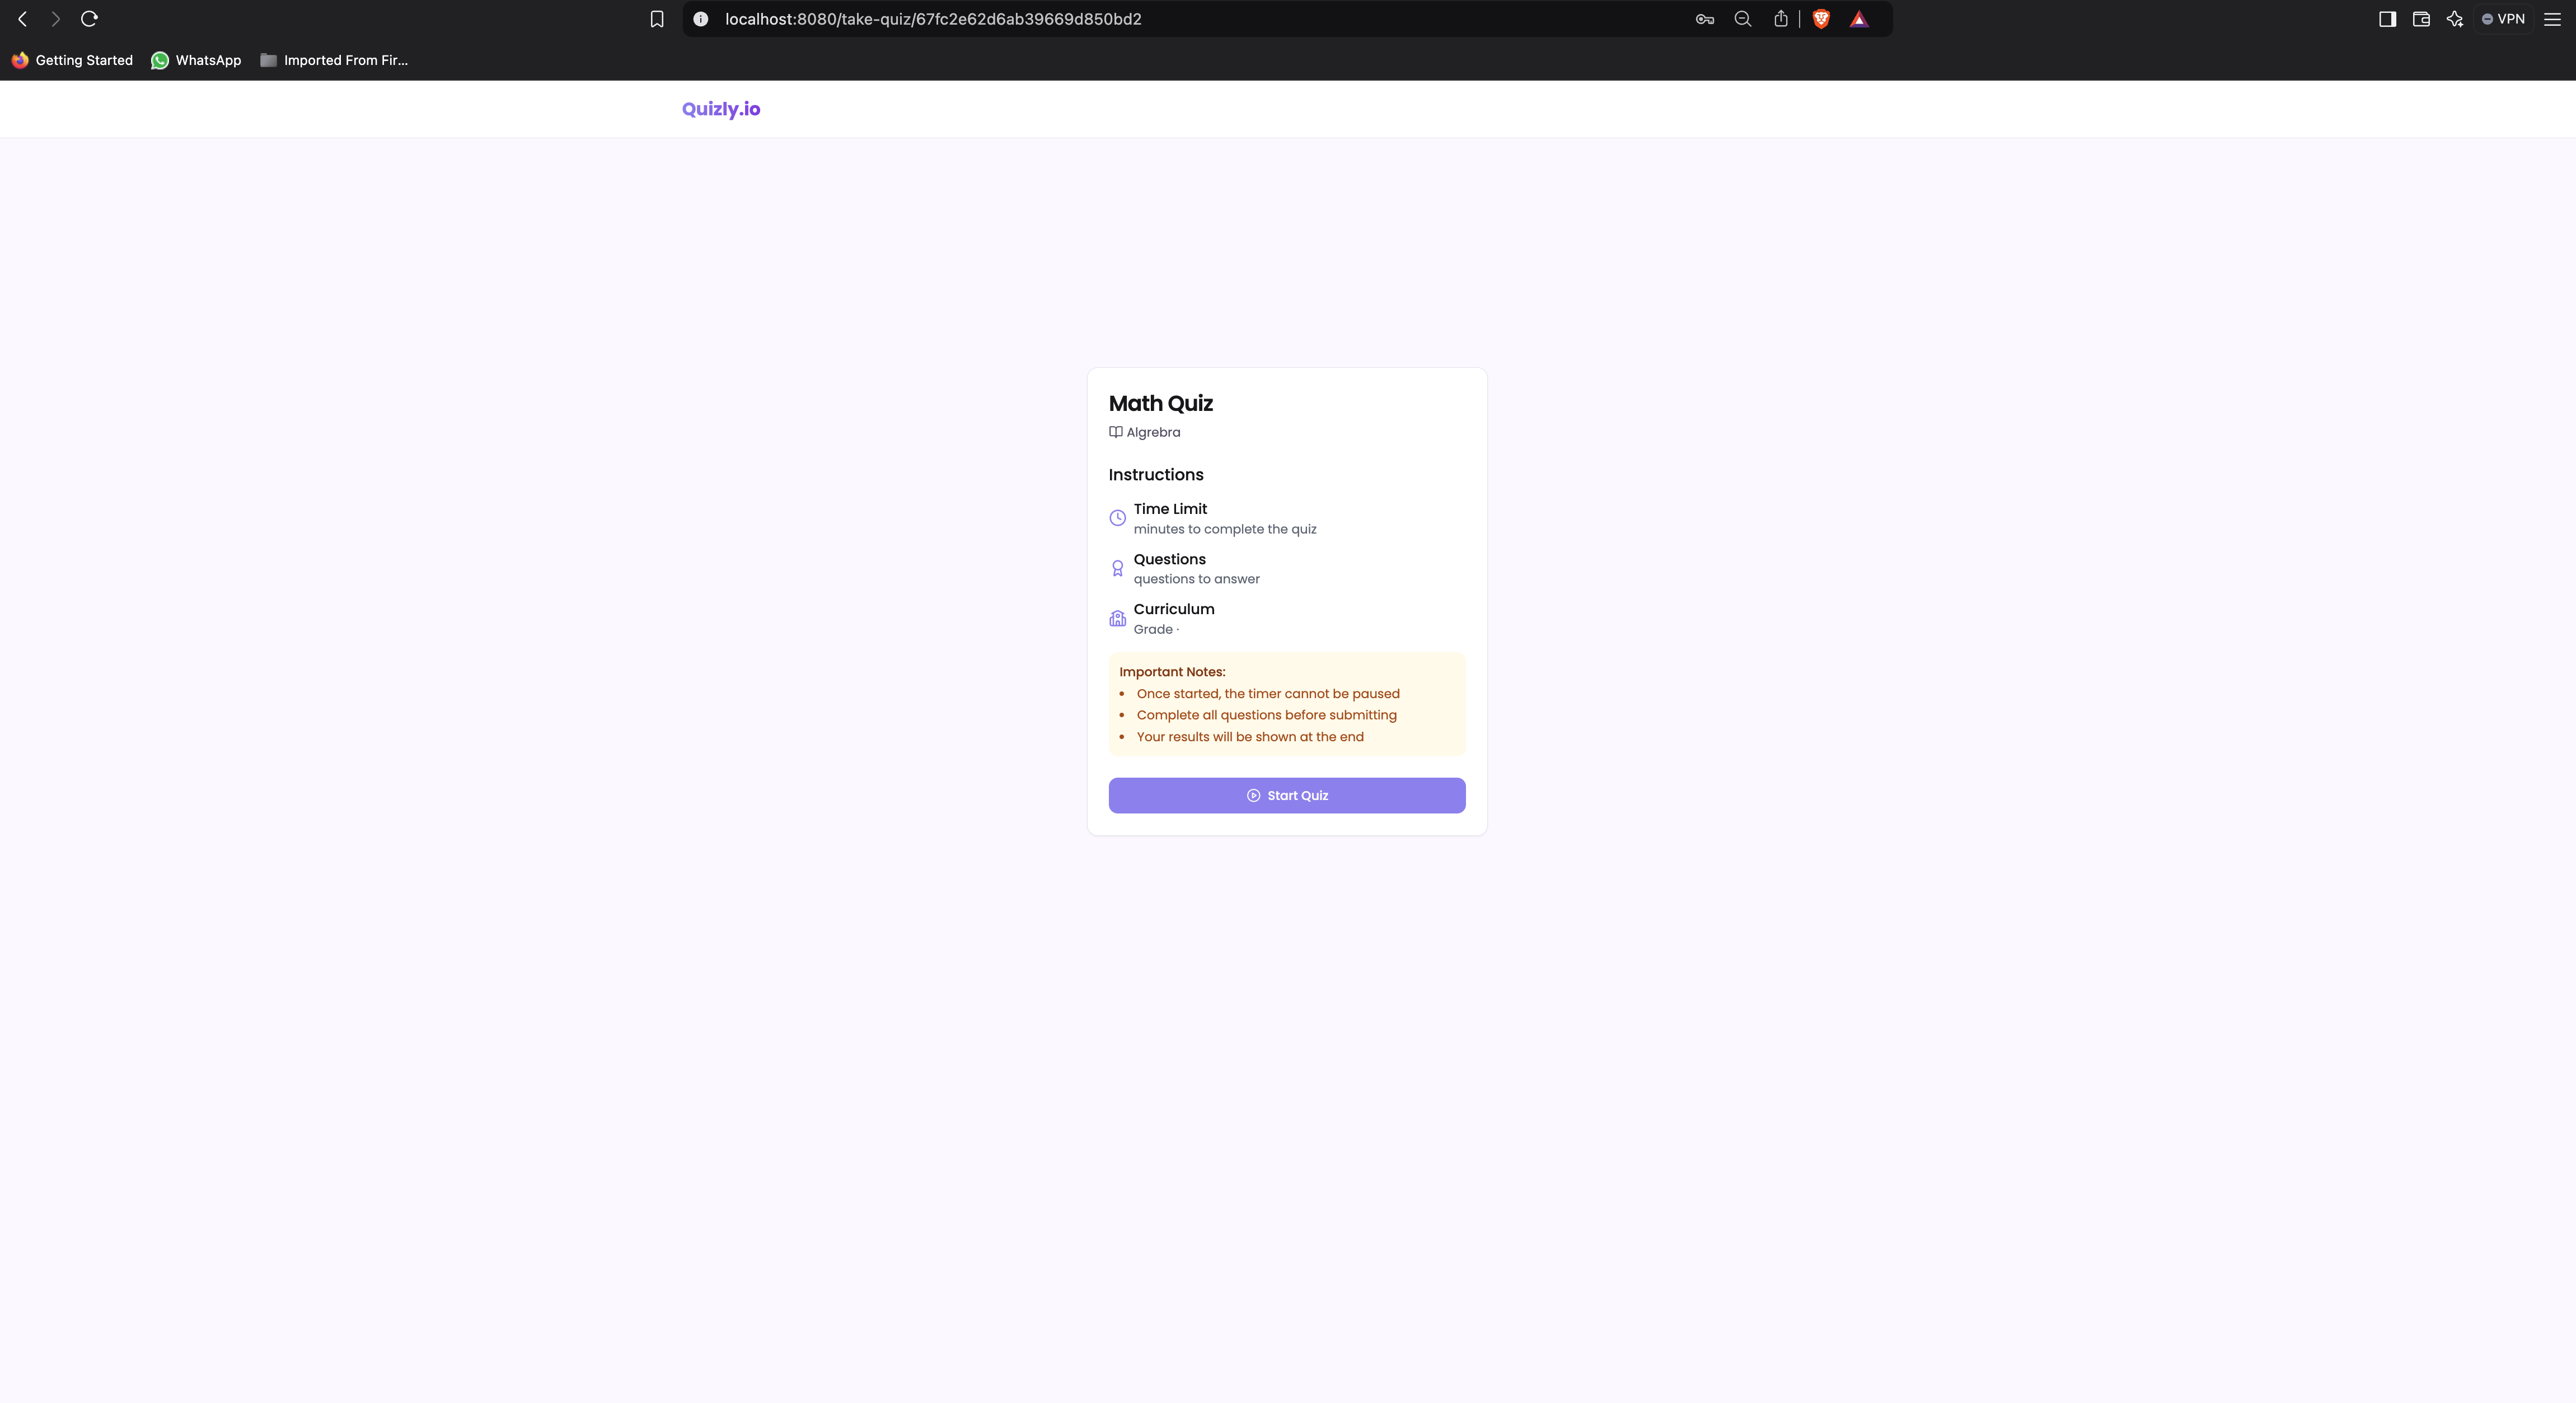 localhost:8080/take-quiz/67fc2e62d6ab39669d850bd2
VPN
Getting Started
WhatsApp
Imported From Fir...
Quizly.io
Math Quiz
Algrebra
Instructions
Time Limit
minutes to complete the quiz
Questions
questions to answer
Curriculum
Grade ·
Important Notes:
• Once started, the timer cannot be paused
• Complete all questions before submitting
• Your results will be shown at the end
Start Quiz